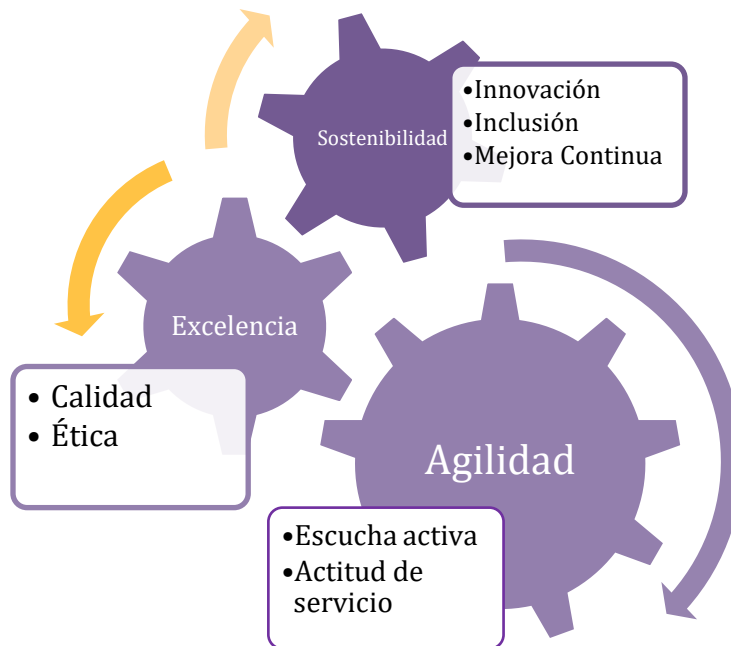 Sostenibilidad
•Innovación
•Inclusión
•Mejora Continua
Excelencia
• Calidad
• Ética
Agilidad
•Escucha activa
•Actitud de
servicio